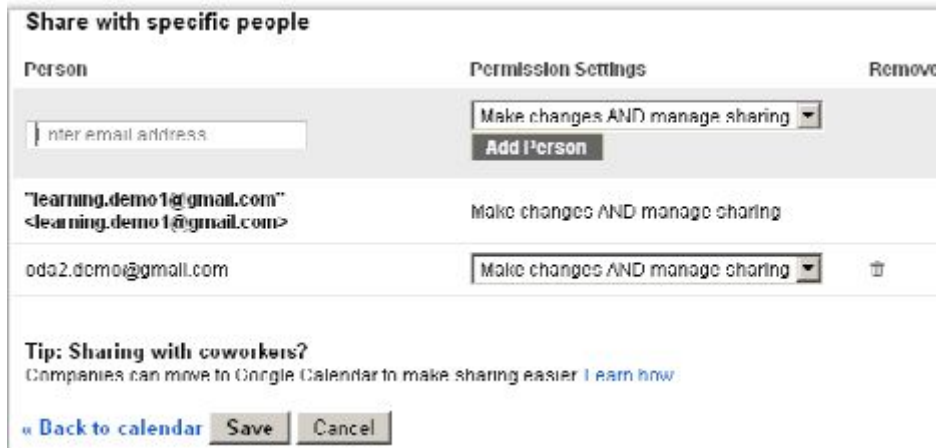 Share with specific people
Person Permission Settings Remove
Enter email address Make changes AND manage sharing
Add Person
"learning.demo1@gmail.com"
<learning.demo1@gmail.com> Make changes AND manage sharing
oda2.demo@gmail.com Make changes AND manage sharing
Tip: Sharing with coworkers?
Companies can move to Google Calendar to make sharing easier Learn how
« Back to calendar Save Cancel